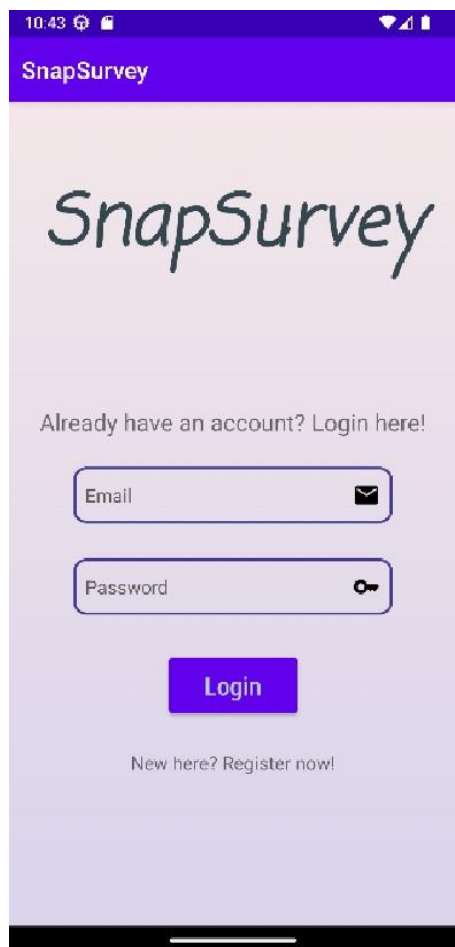 10:43
SnapSurvey
SnapSurvey
Already have an account? Login here!
Email
Password
Login
New here? Register now!